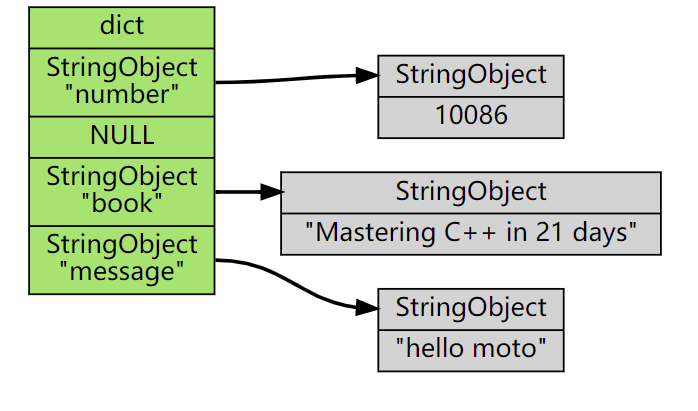 dict
StringObject
"number"
NULL
StringObject
"book"
StringObject
"message"
StringObject
10086
StringObject
"Mastering C++ in 21 days"
StringObject
"hello moto"